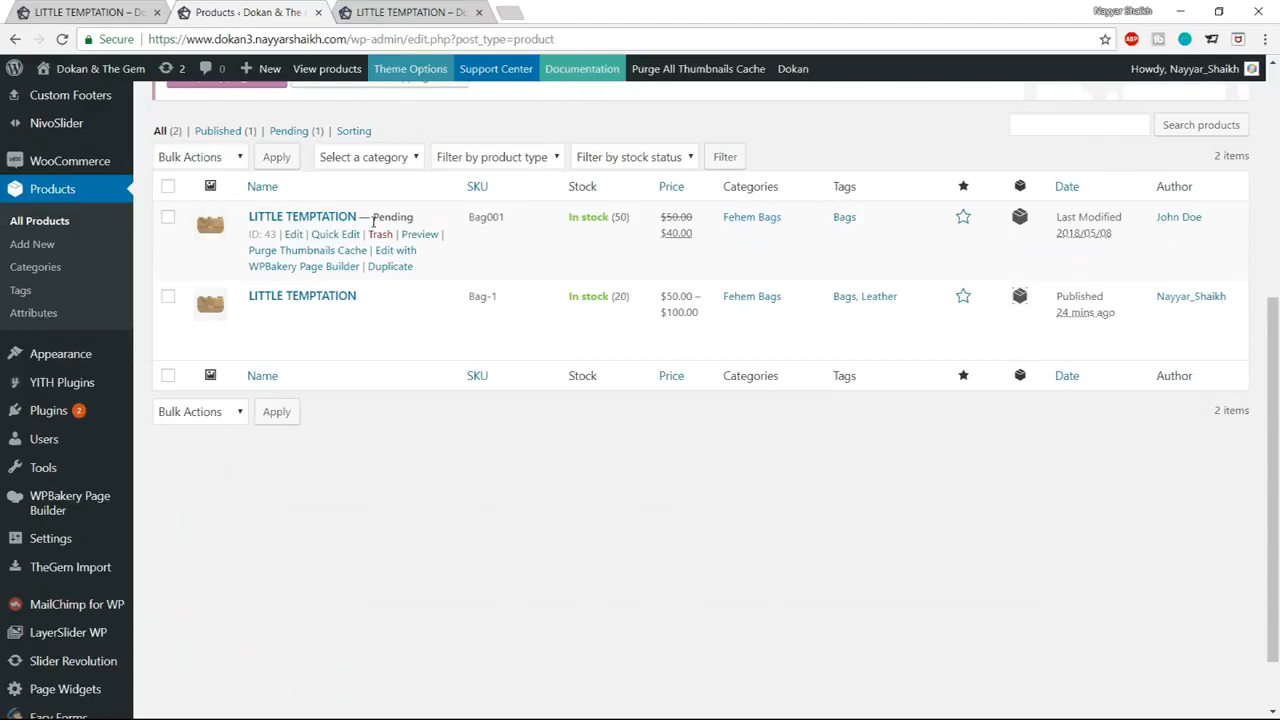 LITTLE TEMPTATION – Do
Products ‹ Dokan & The G
LITTLE TEMPTATION – Do
Nayyar Shaikh
Secure
https://www.dokan3.nayyarshaikh.com/wp-admin/edit.php?post_type=product
Dokan & The Gem
2
0
New
View products
Theme Options
Support Center
Documentation
Purge All Thumbnails Cache
Dokan
Howdy, Nayyar_Shaikh
Custom Footers
NivoSlider
WooCommerce
Products
All Products
Add New
Categories
Tags
Attributes
Appearance
YITH Plugins
Plugins 2
Users
Tools
WPBakery Page
Builder
Settings
TheGem Import
MailChimp for WP
LayerSlider WP
Slider Revolution
Page Widgets
Easy Forms
All (2) | Published (1) | Pending (1) | Sorting
Search products
Bulk Actions
Apply
Select a category
Filter by product type
Filter by stock status
Filter
2 items
Name
SKU
Stock
Price
Categories
Tags
Date
Author
LITTLE TEMPTATION — Pending
ID: 43 | Edit | Quick Edit | Trash | Preview |
Purge Thumbnails Cache | Edit with
WPBakery Page Builder | Duplicate
Bag001
In stock (50)
$50.00
$40.00
Fehem Bags
Bags
Last Modified
2018/05/08
John Doe
LITTLE TEMPTATION
Bag-1
In stock (20)
$50.00 –
$100.00
Fehem Bags
Bags, Leather
Published
24 mins ago
Nayyar_Shaikh
Name
SKU
Stock
Price
Categories
Tags
Date
Author
Bulk Actions
Apply
2 items